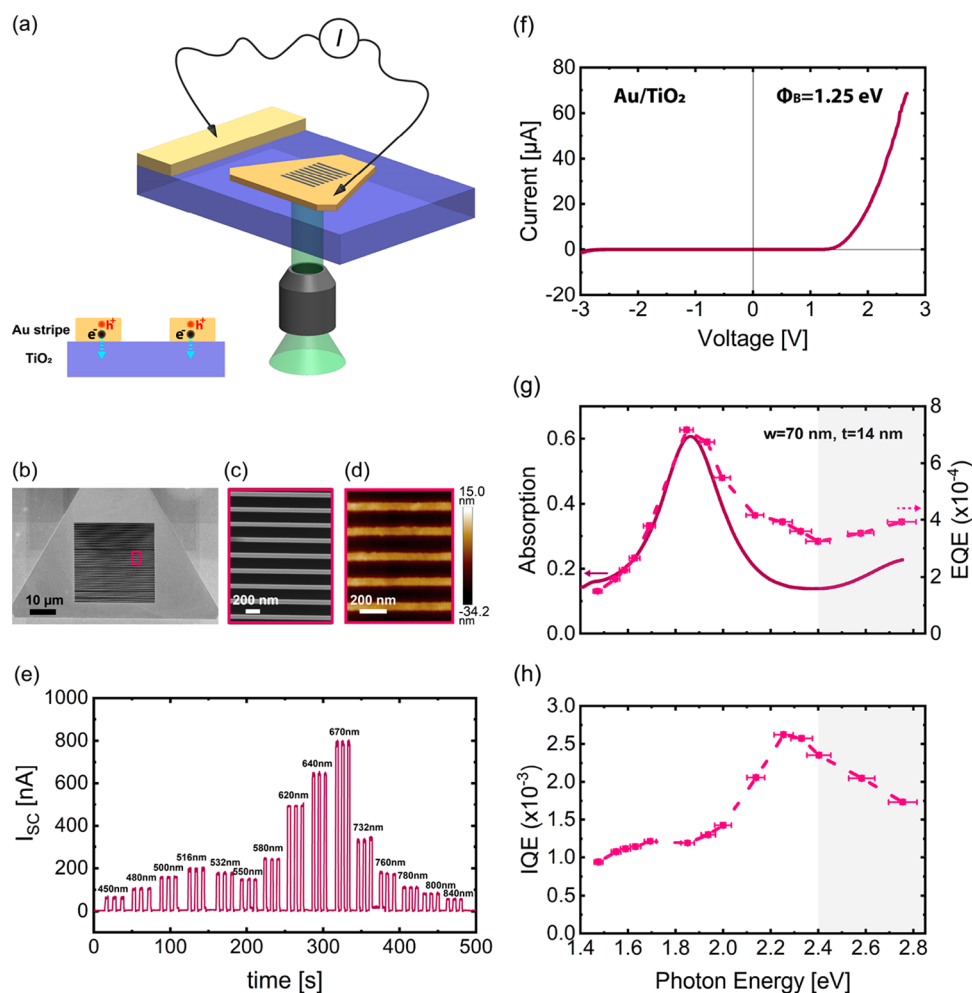 (a)
I
Au stripe
h⁺
e⁻
h⁺
e⁻
TiO₂
(b)
10 µm
(c)
200 nm
(d)
200 nm
15.0
nm
-34.2
nm
(e)
1000
800
600
400
200
0
I_SC [nA]
450nm
480nm
500nm
516nm
532nm
550nm
580nm
620nm
640nm
670nm
732nm
760nm
780nm
800nm
840nm
0
100
200
300
400
500
time [s]
(f)
80
60
40
20
0
-20
Current [µA]
Au/TiO₂
Φ_B=1.25 eV
-3
-2
-1
0
1
2
3
Voltage [V]
(g)
0.6
0.4
0.2
0.0
Absorption
w=70 nm, t=14 nm
8
6
4
2
0
EQE (x10⁻⁴)
(h)
3.0
2.5
2.0
1.5
1.0
0.5
0.0
IQE (x10⁻³)
1.4
1.6
1.8
2.0
2.2
2.4
2.6
2.8
Photon Energy [eV]